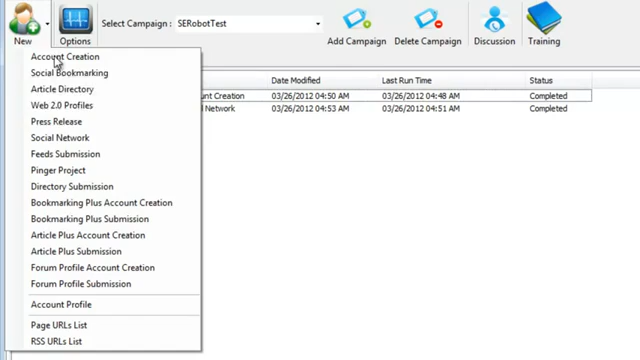 New
Options
Select Campaign :
SERobotTest
Add Campaign
Delete Campaign
Discussion
Training
Date Modified
Last Run Time
Status
Account Creation
Social Bookmarking
Article Directory
Web 2.0 Profiles
Press Release
Social Network
Feeds Submission
Pinger Project
Directory Submission
Bookmarking Plus Account Creation
Bookmarking Plus Submission
Article Plus Account Creation
Article Plus Submission
Forum Profile Account Creation
Forum Profile Submission
Account Profile
Page URLs List
RSS URLs List
unt Creation 03/26/2012 04:50 AM 03/26/2012 04:48 AM Completed
l Network 03/26/2012 04:53 AM 03/26/2012 04:51 AM Completed